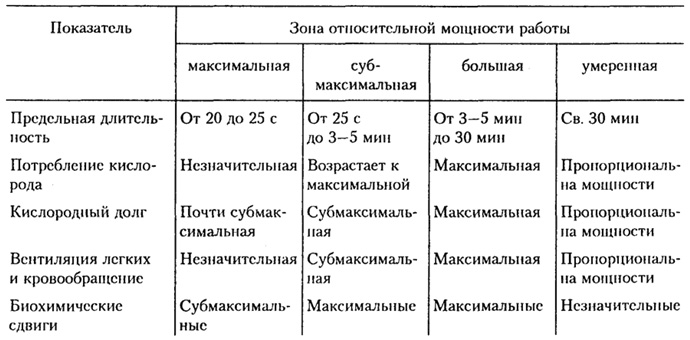 Показатель Зона относительной мощности работы
максимальная суб- большая умеренная
максимальная
Предельная длитель- От 20 до 25 с От 25 с От 3—5 мин Св. 30 мин
ность до 3—5 мин до 30 мин
Потребление кисло- Незначительная Возрастает к Максимальная Пропорциональ-
рода максимальной на мощности
Кислородный долг Почти субмак- Субмаксималь- Максимальная Пропорциональ-
симальная ная на мощности
Вентиляция легких Незначительная Субмаксималь- Максимальная Пропорциональ-
и кровообращение ная на мощности
Биохимические Субмаксималь- Максимальные Максимальные Незначительные
сдвиги ные